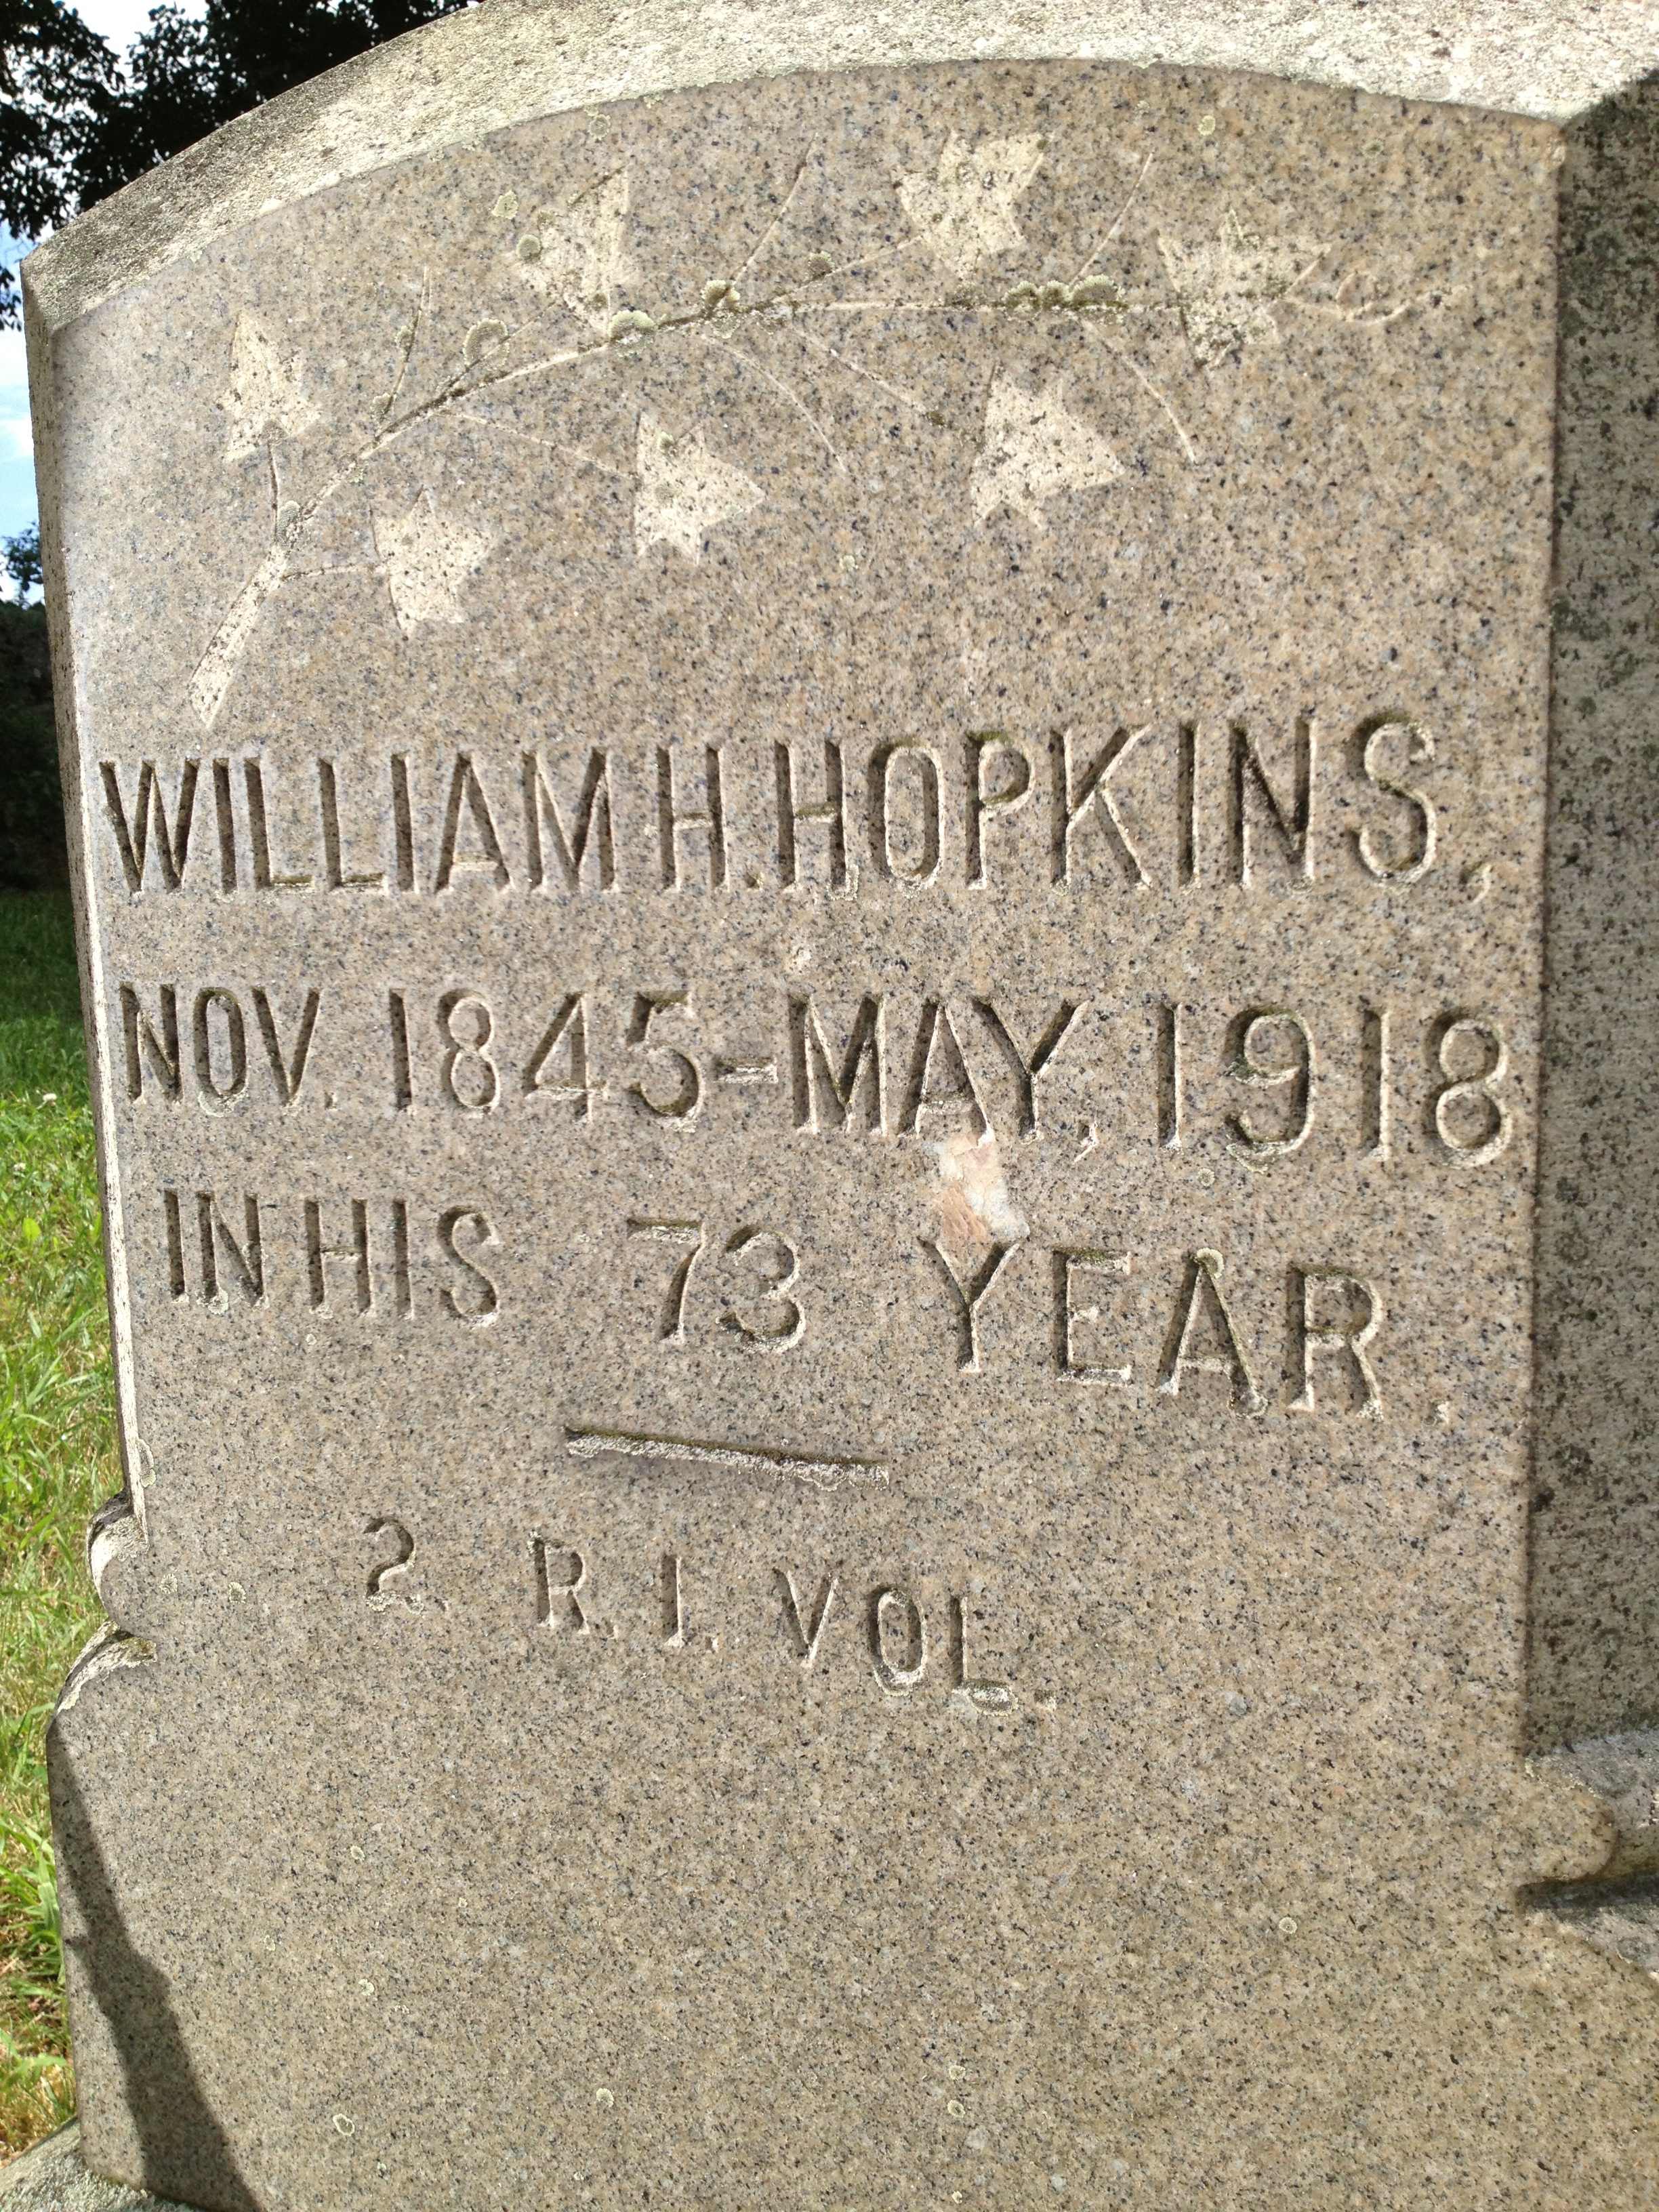 WILLIAM H. HOPKINS,
NOV. 1845-MAY, 1918
IN HIS 73 YEAR.
2. R. I. VOL.